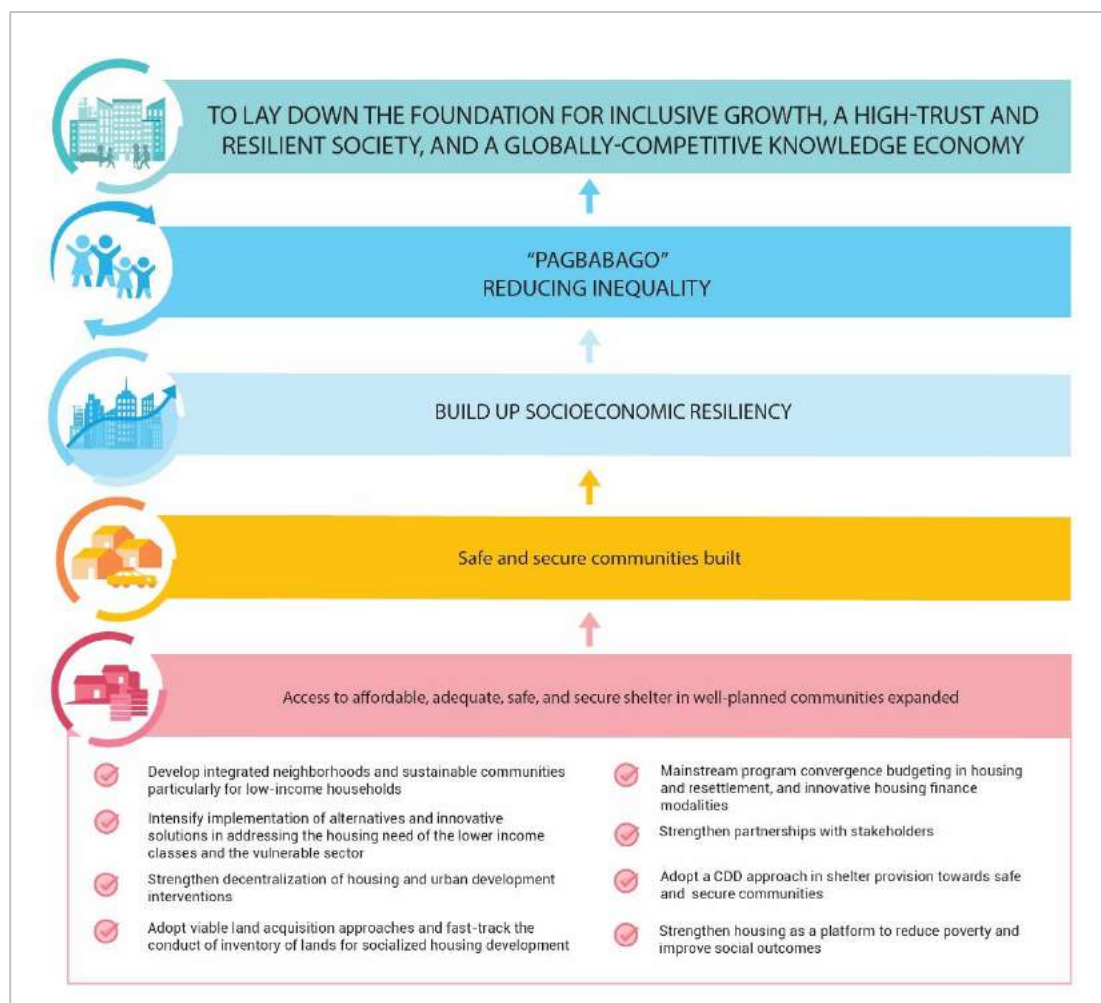 TO LAY DOWN THE FOUNDATION FOR INCLUSIVE GROWTH, A HIGH-TRUST AND
RESILIENT SOCIETY, AND A GLOBALLY-COMPETITIVE KNOWLEDGE ECONOMY
“PAGBABAGO”
REDUCING INEQUALITY
BUILD UP SOCIOECONOMIC RESILIENCY
Safe and secure communities built
Access to affordable, adequate, safe, and secure shelter in well-planned communities expanded
Develop integrated neighborhoods and sustainable communities
particularly for low-income households
Intensify implementation of alternatives and innovative
solutions in addressing the housing need of the lower income
classes and the vulnerable sector
Strengthen decentralization of housing and urban development
interventions
Adopt viable land acquisition approaches and fast-track the
conduct of inventory of lands for socialized housing development
Mainstream program convergence budgeting in housing
and resettlement, and innovative housing finance
modalities
Strengthen partnerships with stakeholders
Adopt a CDD approach in shelter provision towards safe
and secure communities
Strengthen housing as a platform to reduce poverty and
improve social outcomes